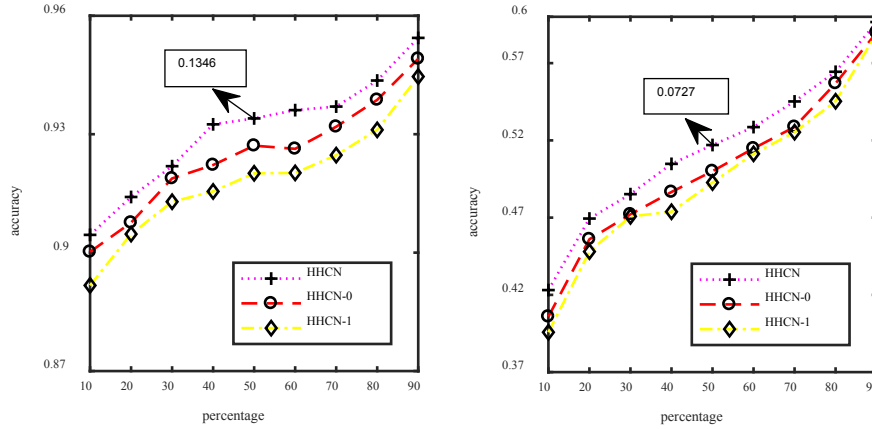 0.96
0.93
0.9
0.87
accuracy
0.1346
HHCN
HHCN-0
HHCN-1
10 20 30 40 50 60 70 80 90
percentage
0.6
0.57
0.52
0.47
0.42
0.37
accuracy
0.0727
HHCN
HHCN-0
HHCN-1
10 20 30 40 50 60 70 80 90
percentage